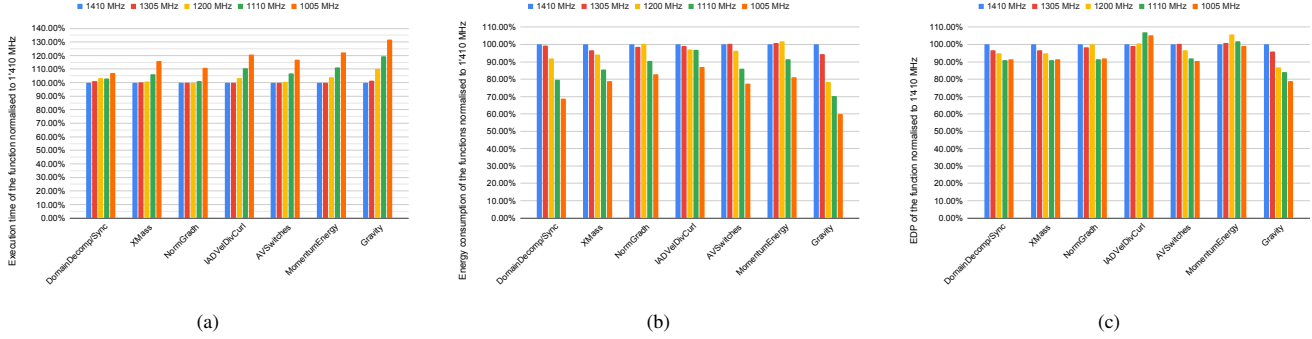 1410 MHz 1305 MHz 1200 MHz 1110 MHz 1005 MHz
Execution time of the function normalised to 1'410 MHz
140.00%
130.00%
120.00%
110.00%
100.00%
90.00%
80.00%
70.00%
60.00%
50.00%
40.00%
30.00%
20.00%
10.00%
0.00%
DomainDecomp/Sync
XMass
NormGradh
IADVelDivCurl
AVSwitches
MomentumEnergy
Gravity
(a)
1410 MHz 1305 MHz 1200 MHz 1110 MHz 1005 MHz
Energy consumption of the functions normalised to 1'410 MHz
100.00%
90.00%
80.00%
70.00%
60.00%
50.00%
40.00%
30.00%
20.00%
10.00%
0.00%
DomainDecomp/Sync
XMass
NormGradh
IADVelDivCurl
AVSwitches
MomentumEnergy
Gravity
(b)
1410 MHz 1305 MHz 1200 MHz 1110 MHz 1005 MHz
EDP of the function normalised to 1'410 MHz
100.00%
90.00%
80.00%
70.00%
60.00%
50.00%
40.00%
30.00%
20.00%
10.00%
0.00%
DomainDecomp/Sync
XMass
NormGradh
IADVelDivCurl
AVSwitches
MomentumEnergy
Gravity
(c)